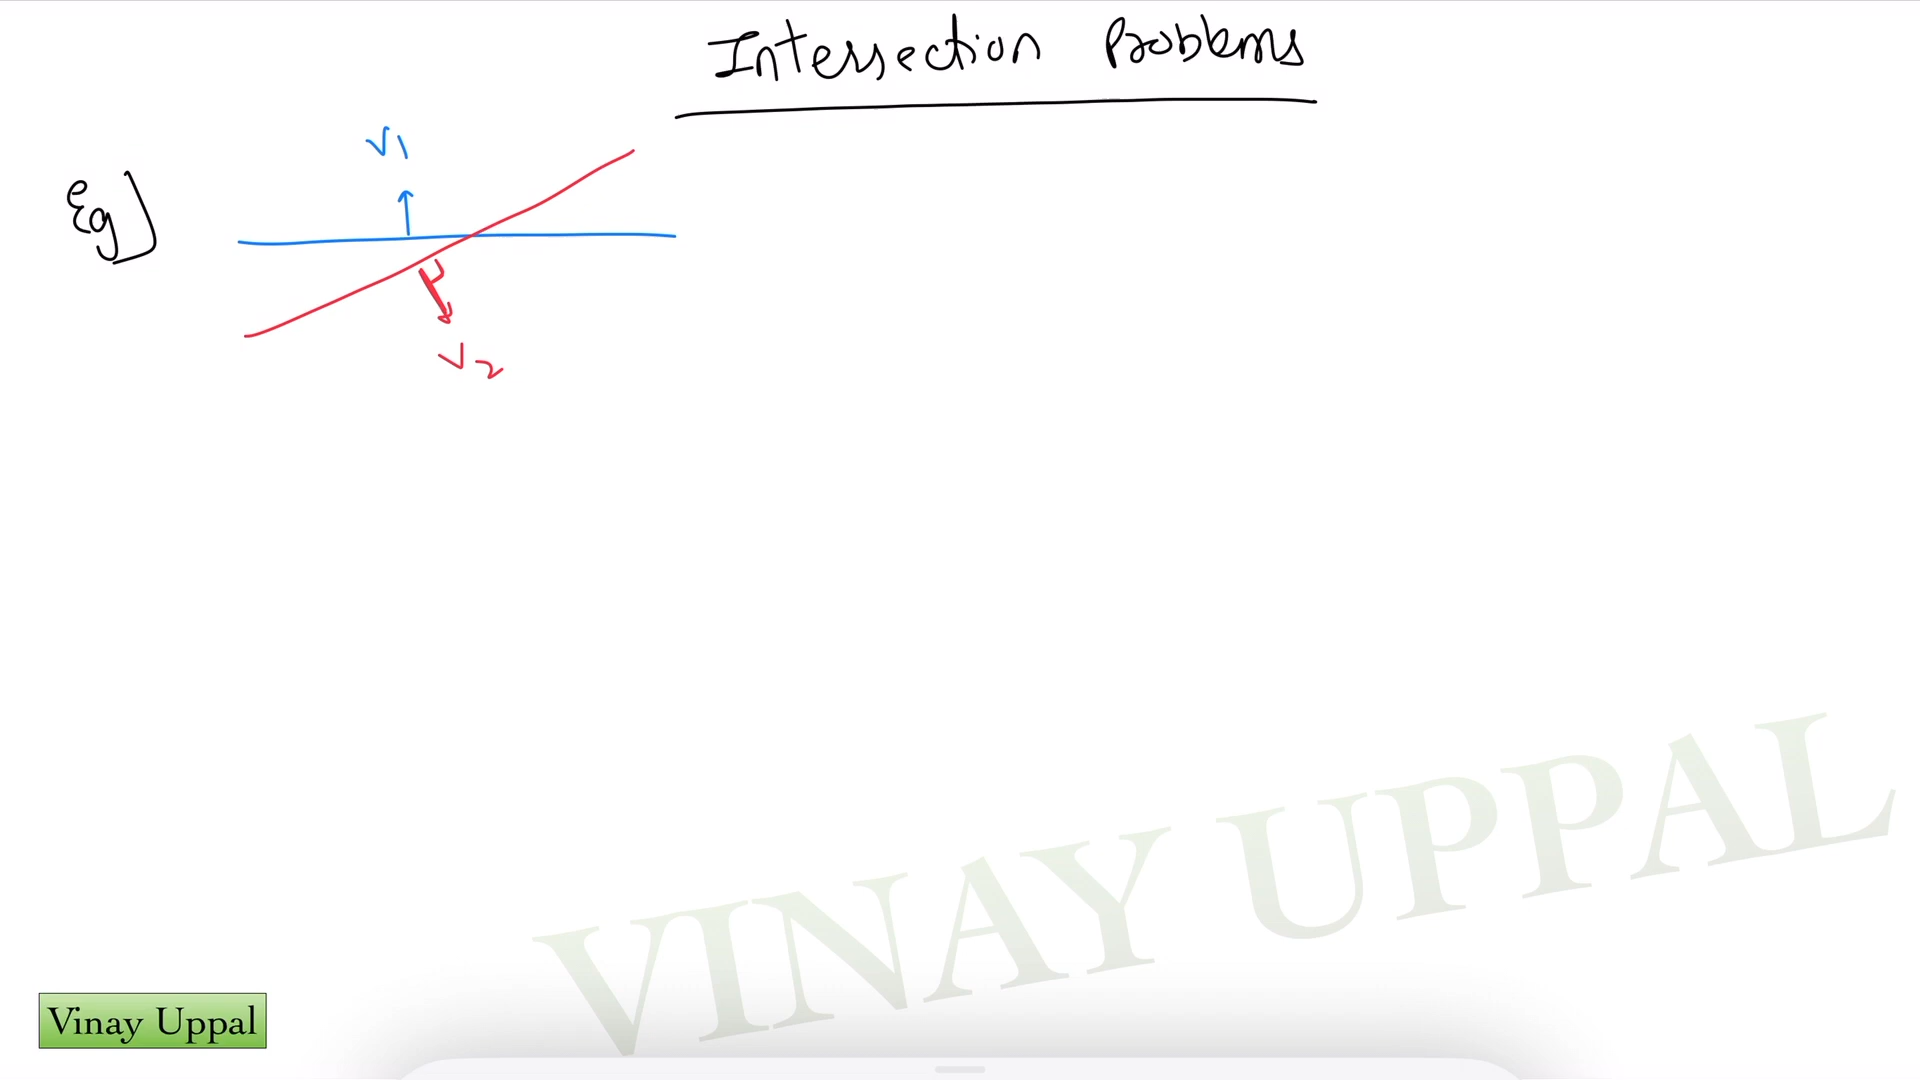 Intersection Problems
V1
Eg]
V2
VINAY UPPAL
Vinay Uppal